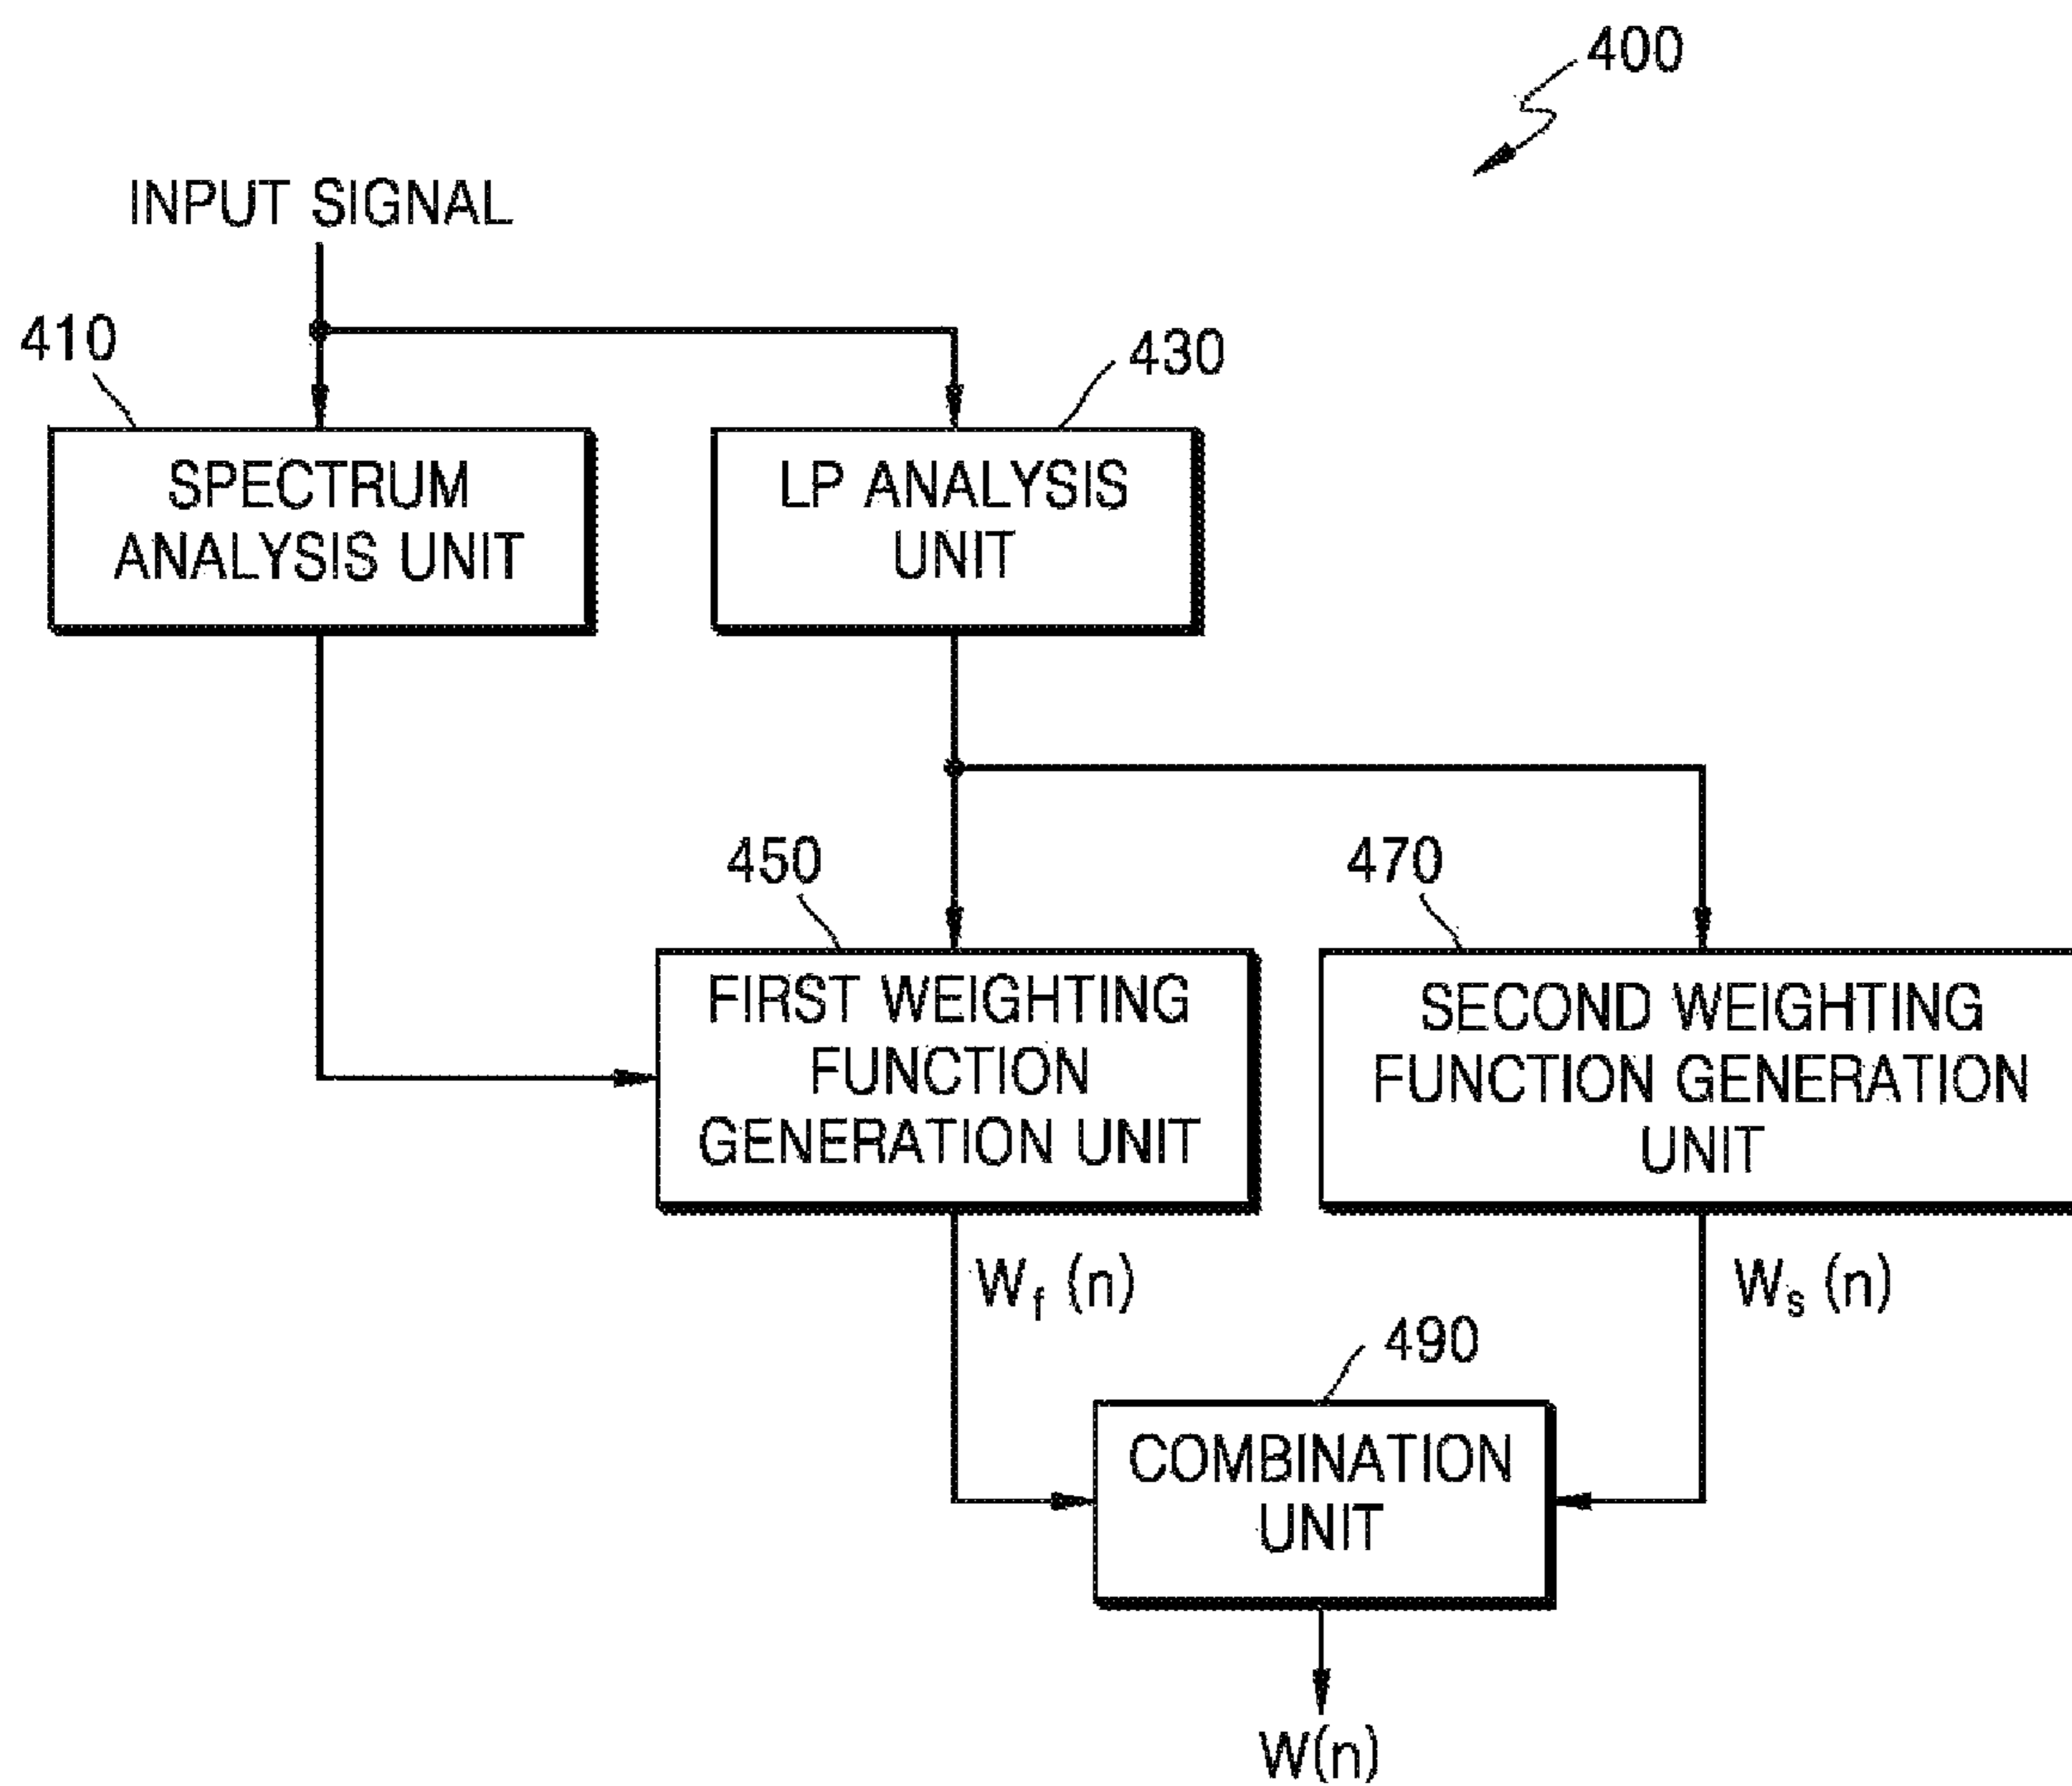 400
INPUT SIGNAL
410
430
SPECTRUM
ANALYSIS UNIT
LP ANALYSIS
UNIT
450
470
FIRST WEIGHTING
FUNCTION
GENERATION UNIT
SECOND WEIGHTING
FUNCTION GENERATION
UNIT
Wf (n)
Ws (n)
490
COMBINATION
UNIT
W(n)